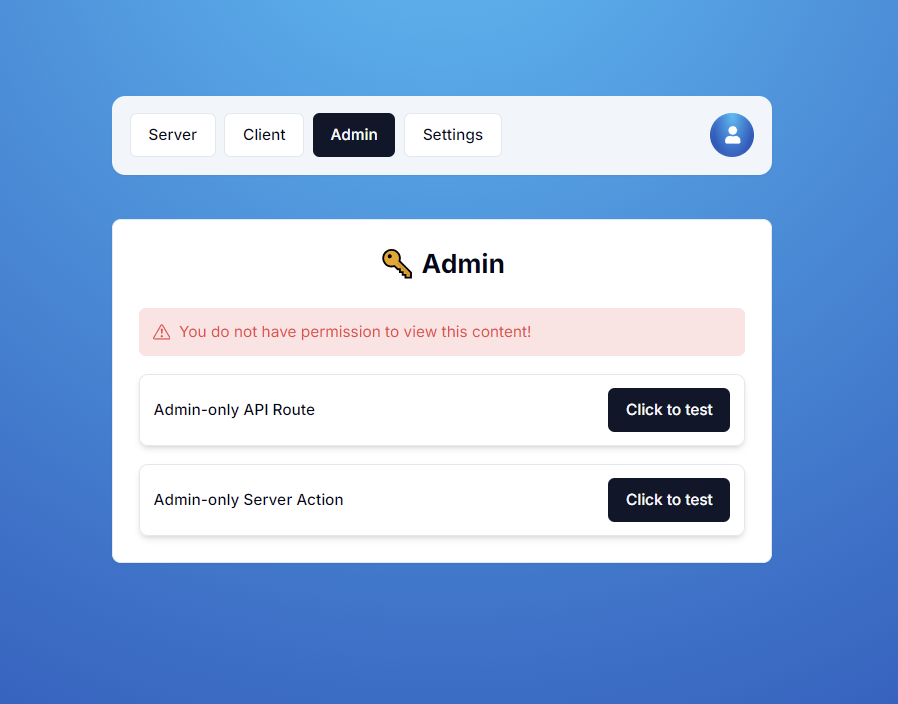 Server Client Admin Settings
Admin
You do not have permission to view this content!
Admin-only API Route Click to test
Admin-only Server Action Click to test